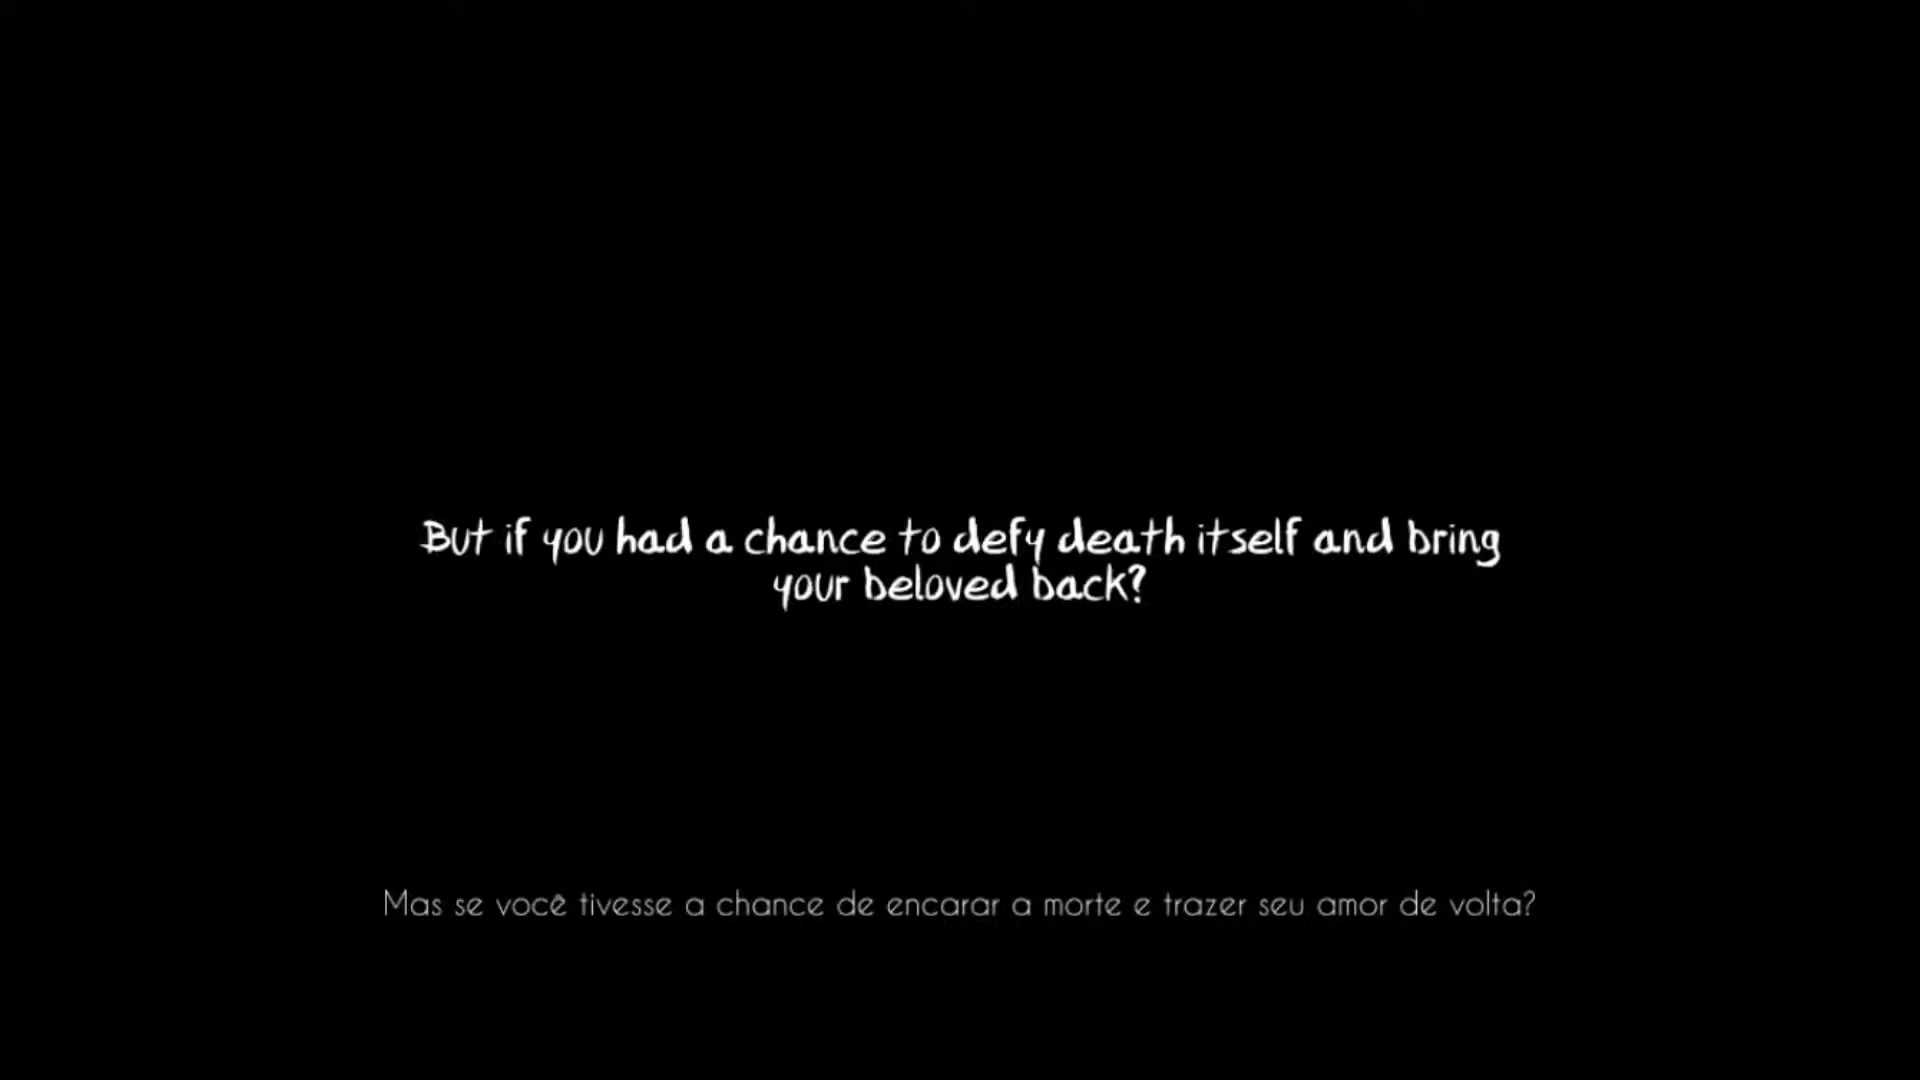 But if you had a chance to defy death itself and bring
your beloved back?
Mas se você tivesse a chance de encarar a morte e trazer seu amor de volta?